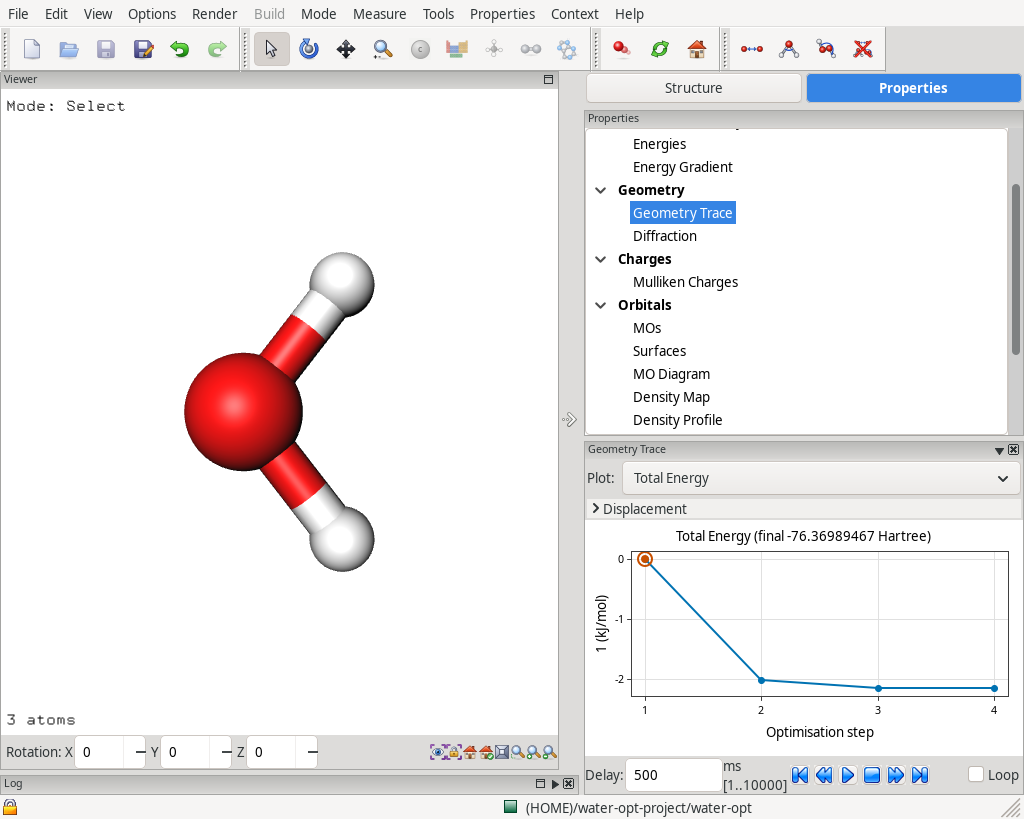 File Edit View Options Render Build Mode Measure Tools Properties Context Help
Viewer
Mode: Select
3 atoms
Rotation: X 0 Y 0 Z 0
Log
Structure Properties
Properties
Energies
Energy Gradient
Geometry
Geometry Trace
Diffraction
Charges
Mulliken Charges
Orbitals
MOs
Surfaces
MO Diagram
Density Map
Density Profile
Geometry Trace
Plot: Total Energy
Displacement
Total Energy (final -76.36989467 Hartree)
0
-1
-2
1 (kJ/mol)
1 2 3 4
Optimisation step
Delay: 500 ms
[1..10000]
Loop
(HOME)/water-opt-project/water-opt